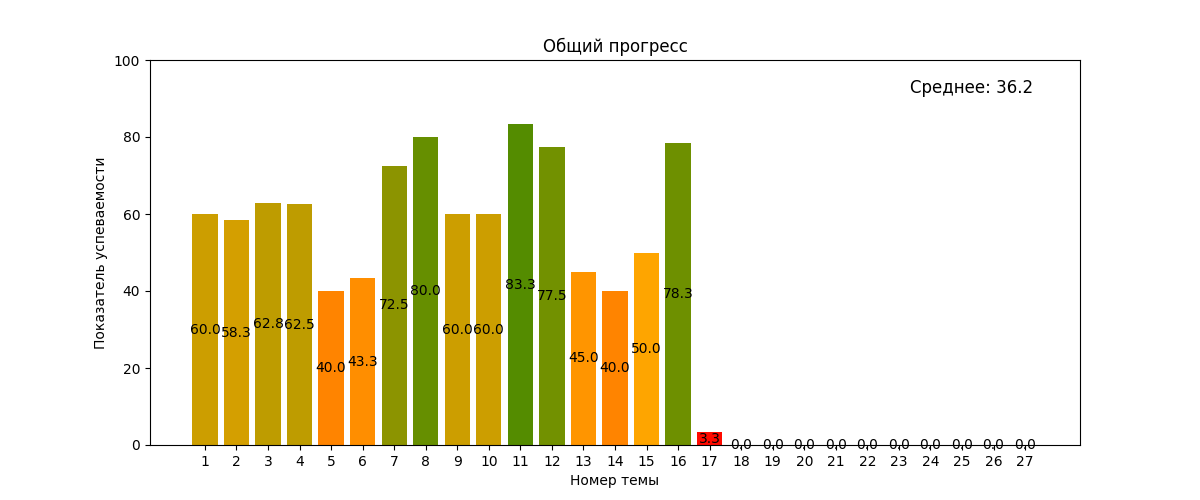 Общий прогресс
Среднее: 36.2
Показатель успеваемости
100
80
60
40
20
0
60.0 58.3 62.8 62.5 40.0 43.3 72.5 80.0 60.0 60.0 83.3 77.5 45.0 40.0 50.0 78.3 3.3 0.0 0.0 0.0 0.0 0.0 0.0 0.0 0.0 0.0 0.0
1 2 3 4 5 6 7 8 9 10 11 12 13 14 15 16 17 18 19 20 21 22 23 24 25 26 27
Номер темы